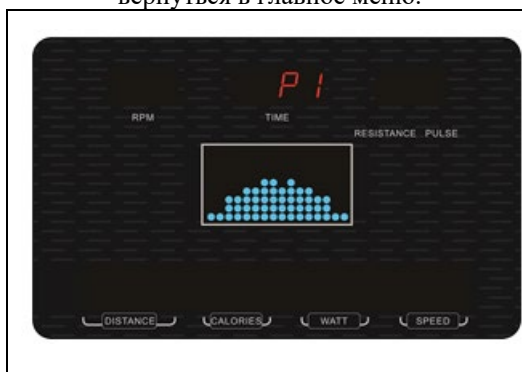 вернуться в главное меню.
P1
RPM TIME
RESISTANCE PULSE
DISTANCE CALORIES WATT SPEED